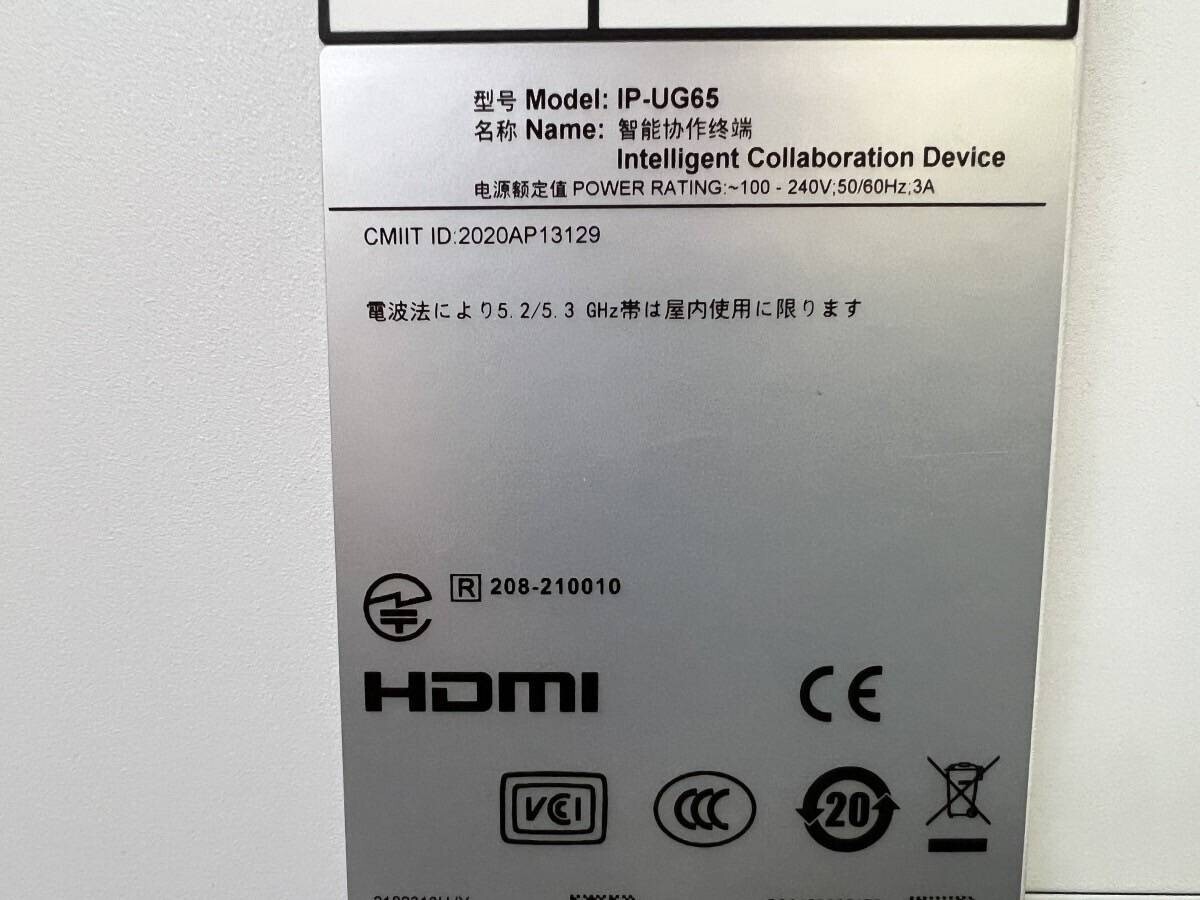 型号 Model: IP-UG65
名称 Name: 智能协作终端
Intelligent Collaboration Device
电源额定值 POWER RATING:~100 - 240V;50/60Hz;3A
CMIIT ID:2020AP13129
電波法により5.2/5.3 GHz帯は屋内使用に限ります
R 208-210010
HDMI
CE
VCCI CCC 20